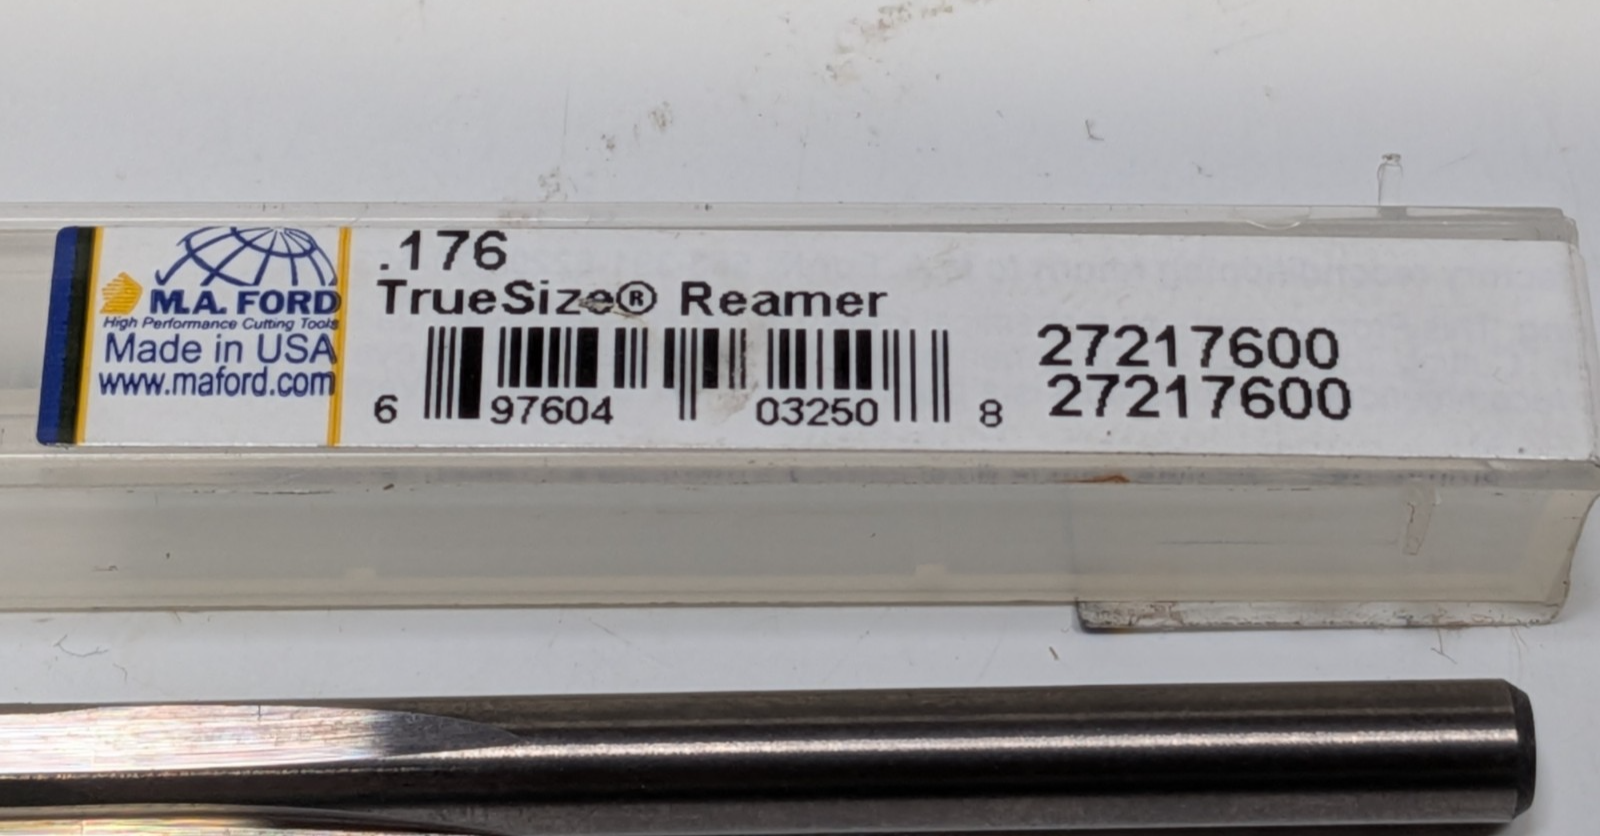 M.A. FORD
High Performance Cutting Tools
Made in USA
www.maford.com
.176
TrueSize® Reamer
6 97604 03250 8
27217600
27217600